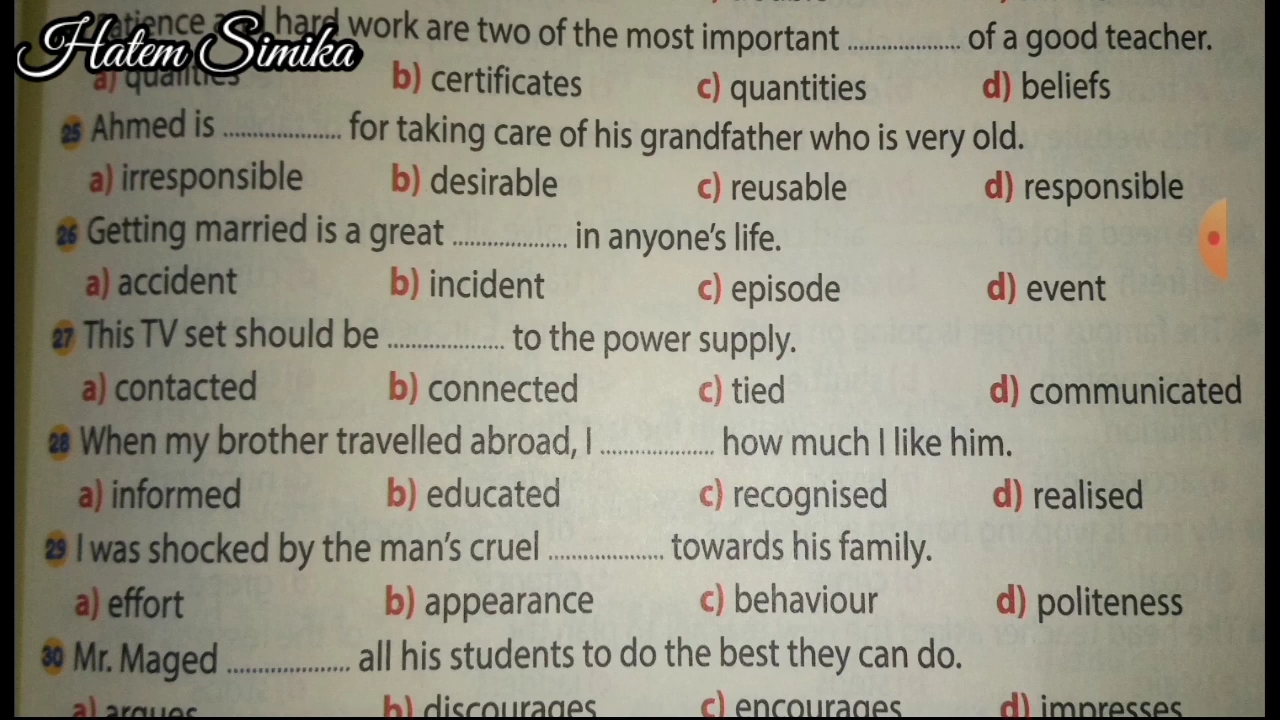 Hatem Simika
hard work are two of the most important ................... of a good teacher.
a) qualities b) certificates c) quantities d) beliefs
25 Ahmed is .................... for taking care of his grandfather who is very old.
a) irresponsible b) desirable c) reusable d) responsible
26 Getting married is a great ................... in anyone's life.
a) accident b) incident c) episode d) event
27 This TV set should be .................... to the power supply.
a) contacted b) connected c) tied d) communicated
28 When my brother travelled abroad, I ................... how much I like him.
a) informed b) educated c) recognised d) realised
29 I was shocked by the man's cruel .................... towards his family.
a) effort b) appearance c) behaviour d) politeness
30 Mr. Maged ..................... all his students to do the best they can do.
a) argues b) discourages c) encourages d) impresses